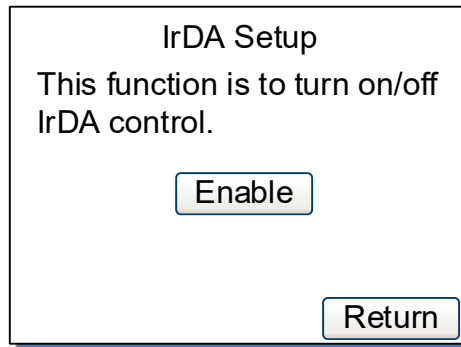 IrDA Setup
This function is to turn on/off
IrDA control.
Enable
Return